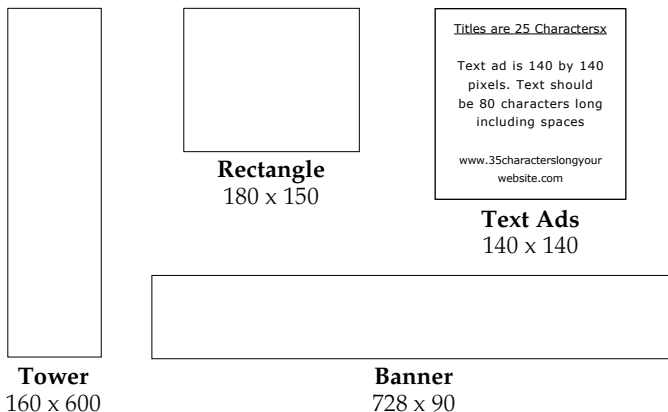 Titles are 25 Charactersx
Text ad is 140 by 140
pixels. Text should
be 80 characters long
including spaces
www.35characterslongyour
website.com
Rectangle
180 x 150
Text Ads
140 x 140
Tower
160 x 600
Banner
728 x 90